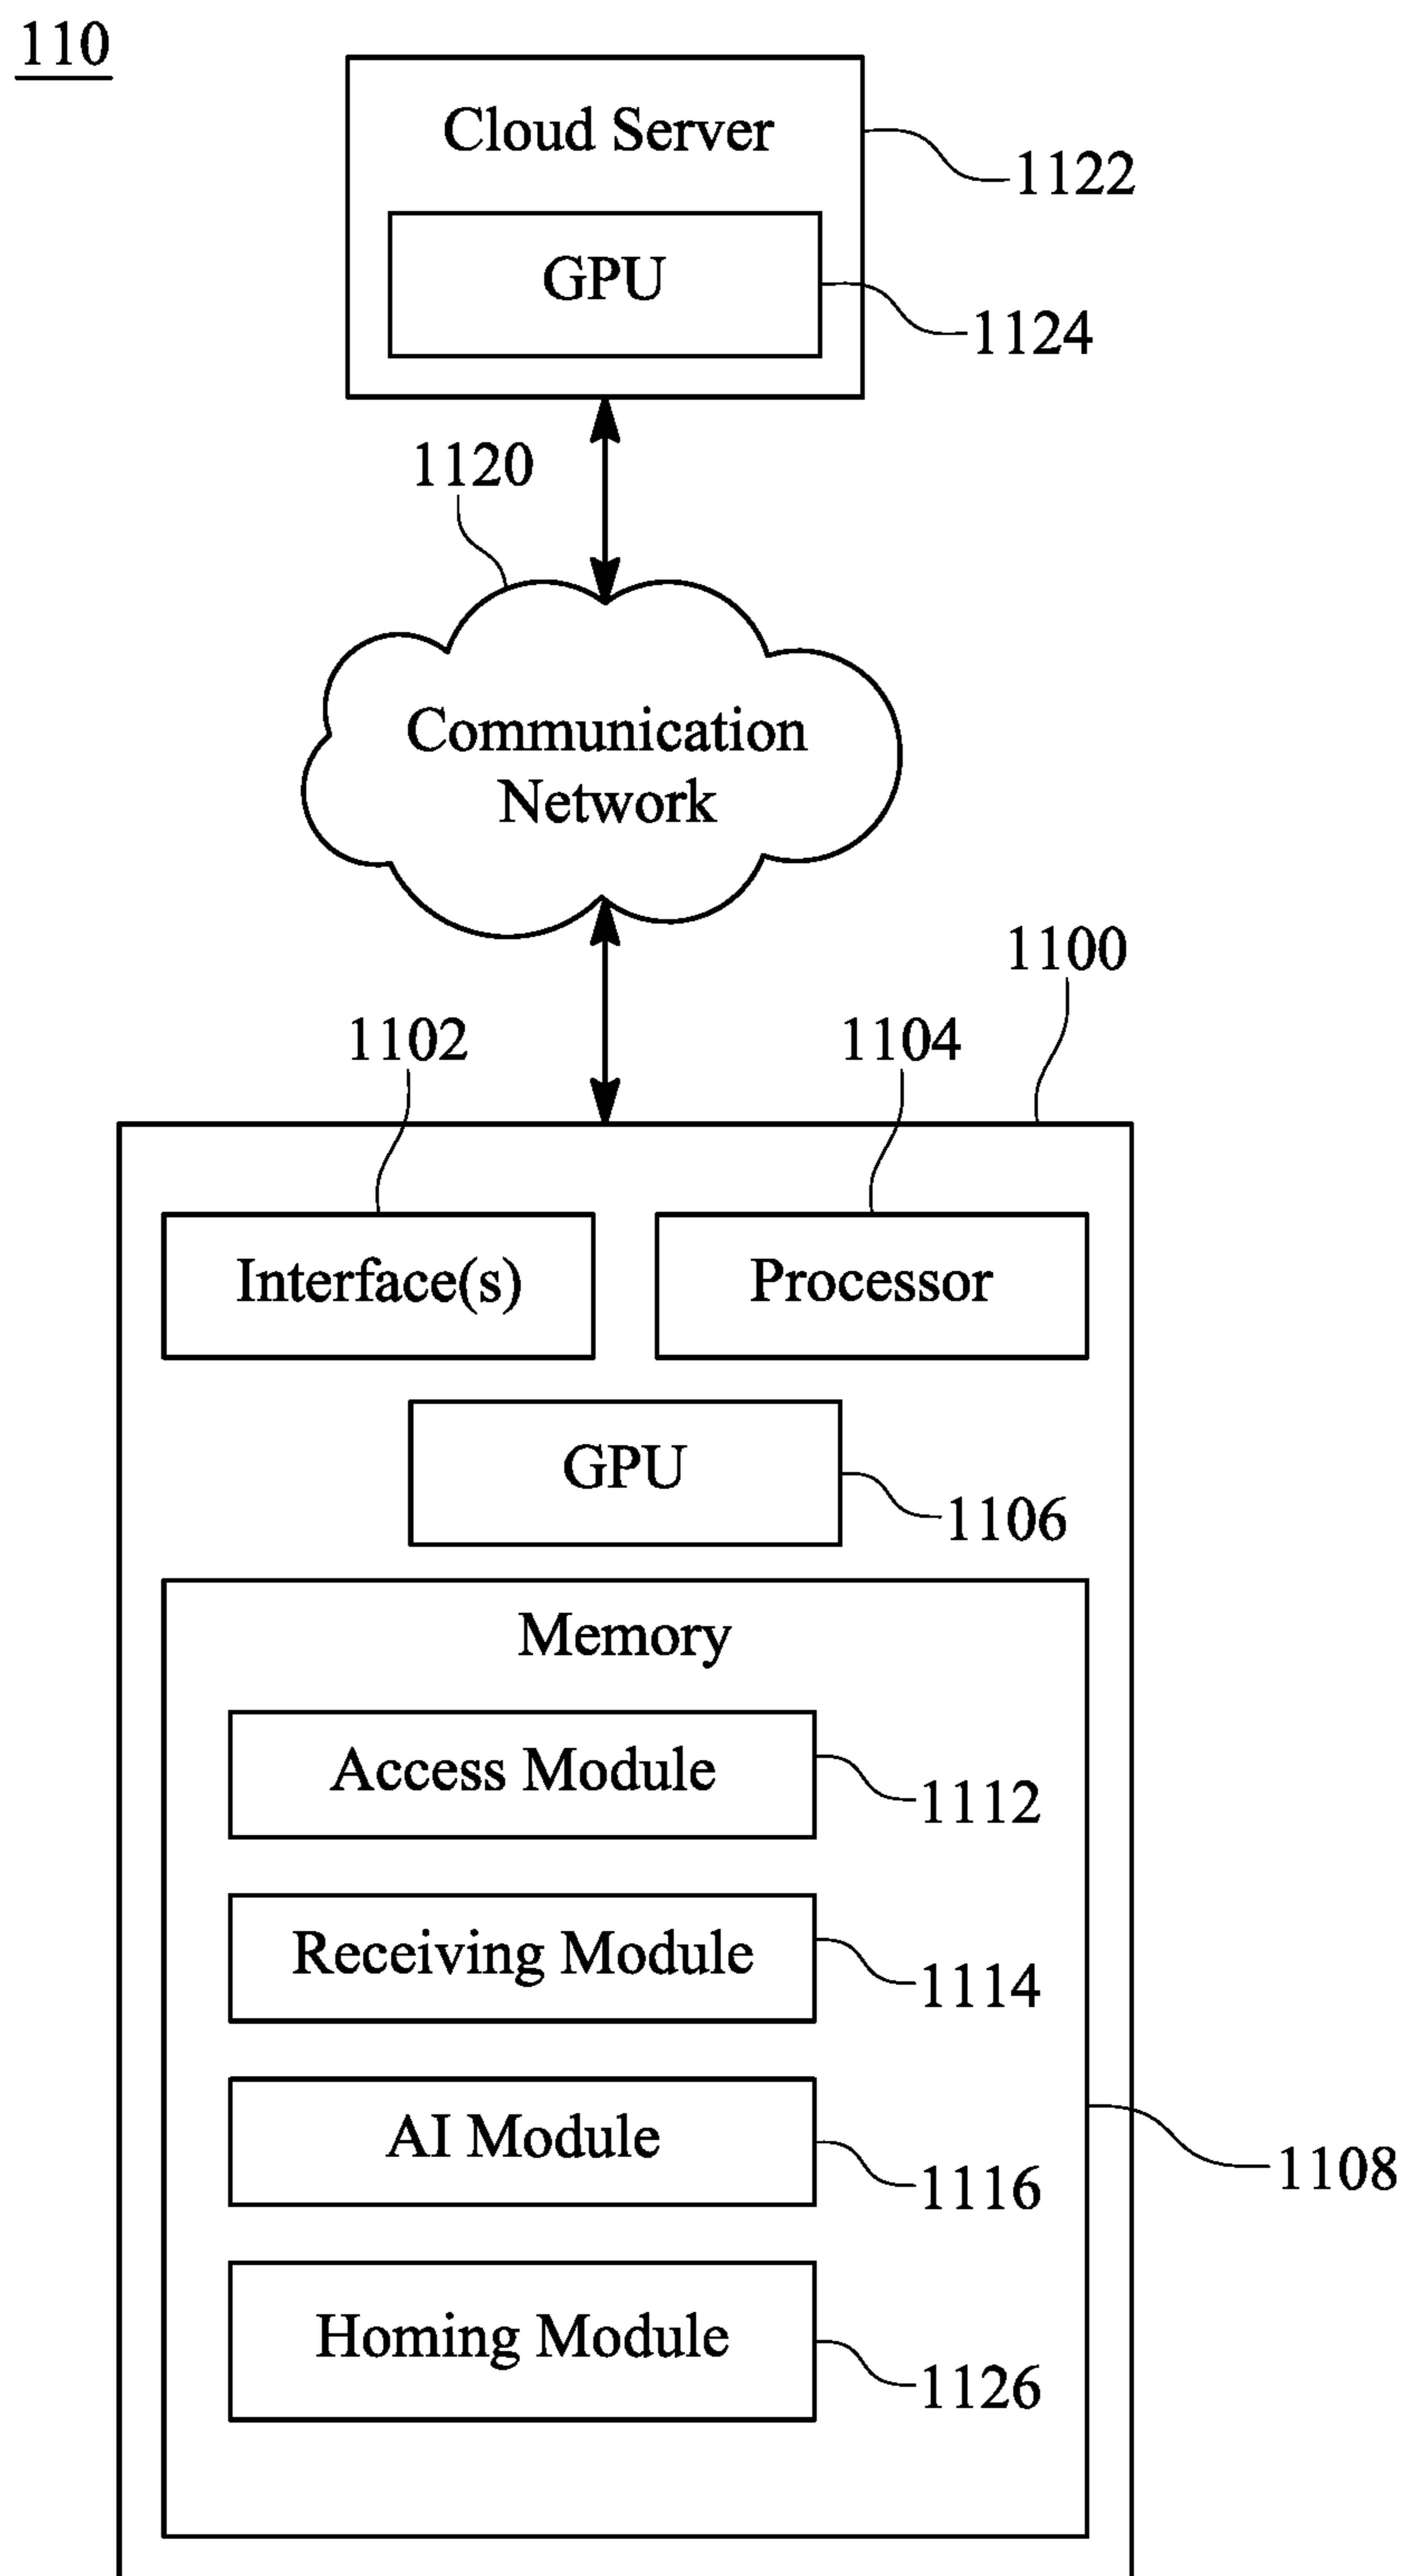 110
Cloud Server
1122
GPU
1124
1120
Communication
Network
1100
1102
1104
Interface(s)
Processor
GPU
1106
Memory
Access Module
1112
Receiving Module
1114
AI Module
1116
1108
Homing Module
1126